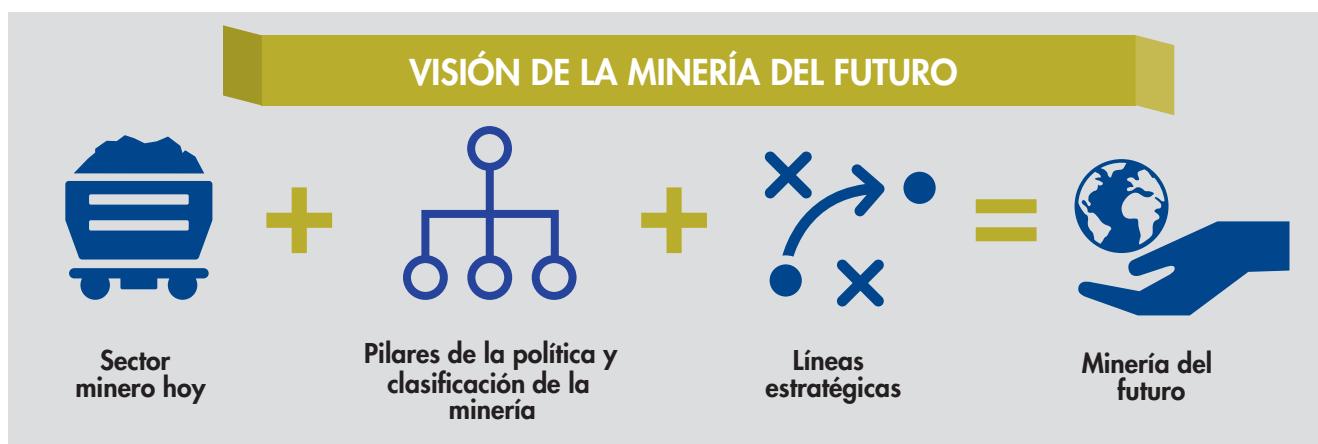 VISIÓN DE LA MINERÍA DEL FUTURO
Sector
minero hoy
Pilares de la política y
clasificación de la
minería
Líneas
estratégicas
Minería del
futuro